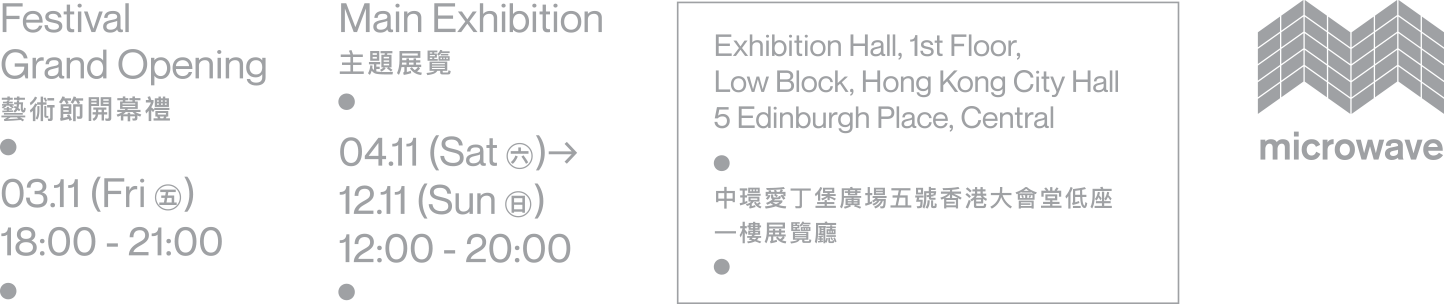 Festival
Grand Opening
藝術節開幕禮
●
03.11 (Fri ㊄)
18:00 - 21:00
●
Main Exhibition
主題展覽
●
04.11 (Sat ㊅)→
12.11 (Sun ㊐)
12:00 - 20:00
●
Exhibition Hall, 1st Floor,
Low Block, Hong Kong City Hall
5 Edinburgh Place, Central
●
中環愛丁堡廣場五號香港大會堂低座
一樓展覽廳
●
microwave